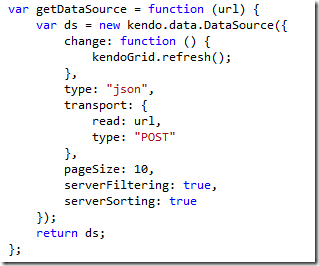 var getDataSource = function (url) {
    var ds = new kendo.data.DataSource({
        change: function () {
            kendoGrid.refresh();
        },
        type: "json",
        transport: {
            read: url,
            type: "POST"
        },
        pageSize: 10,
        serverFiltering: true,
        serverSorting: true
    });
    return ds;
};